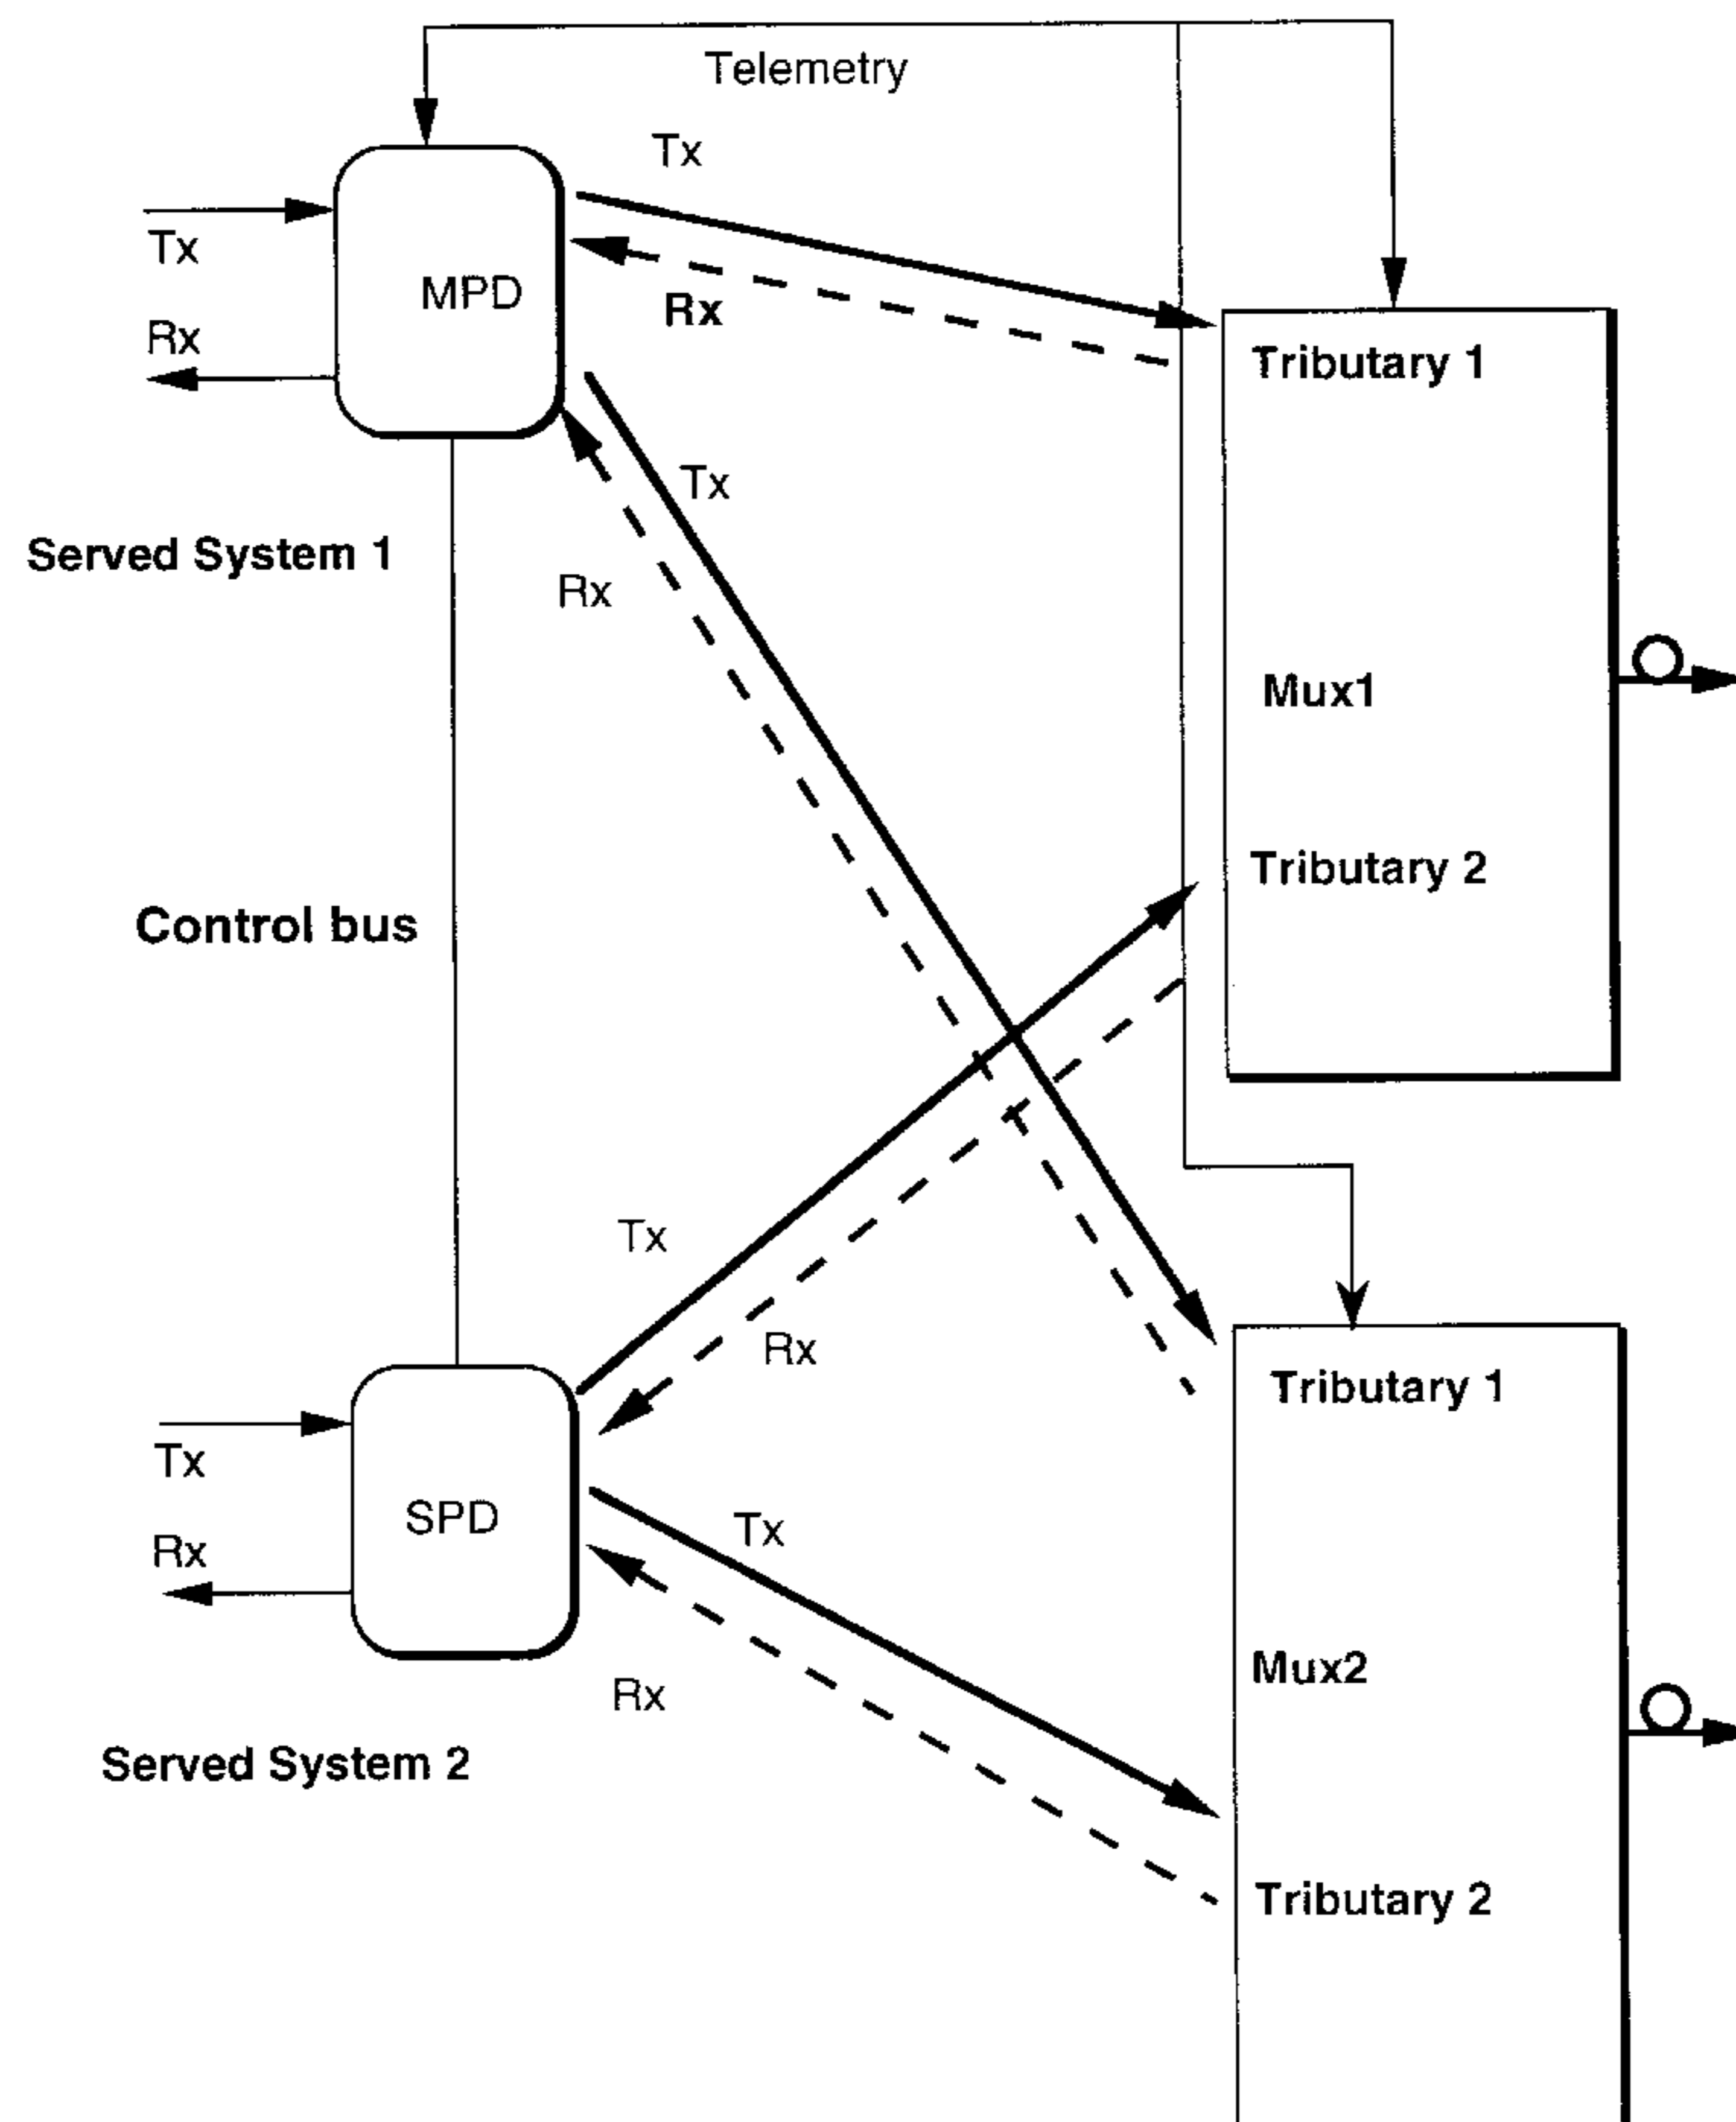 Telemetry
Tx
Tx
MPD
Rx
Rx
Tributary 1
Tx
Served System 1
Rx
Mux1
Tributary 2
Control bus
Tx
Rx
Tributary 1
Tx
SPD
Tx
Rx
Mux2
Rx
Served System 2
Tributary 2